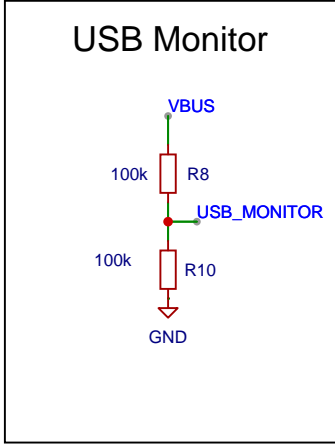 USB Monitor
VBUS
100k R8
USB_MONITOR
100k
R10
GND